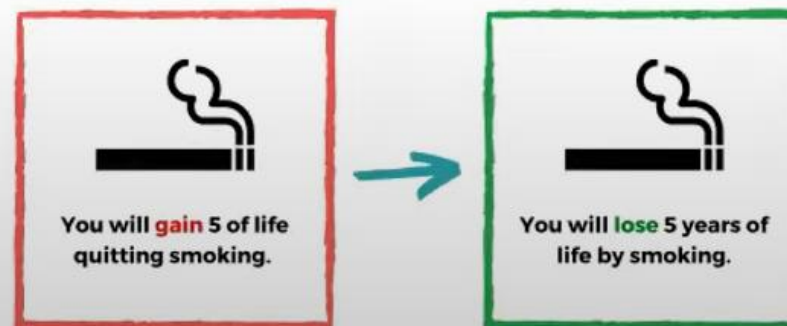 You will gain 5 of life
quitting smoking.
You will lose 5 years of
life by smoking.